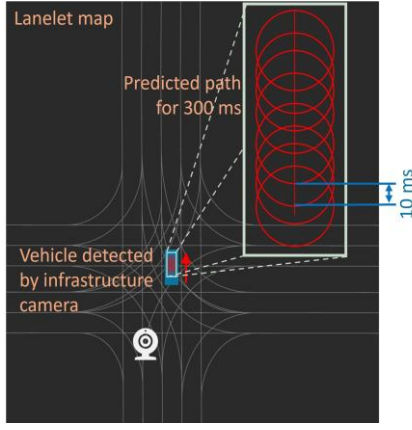 Lanelet map
Predicted path
for 300 ms
10 ms
Vehicle detected
by infrastructure
camera